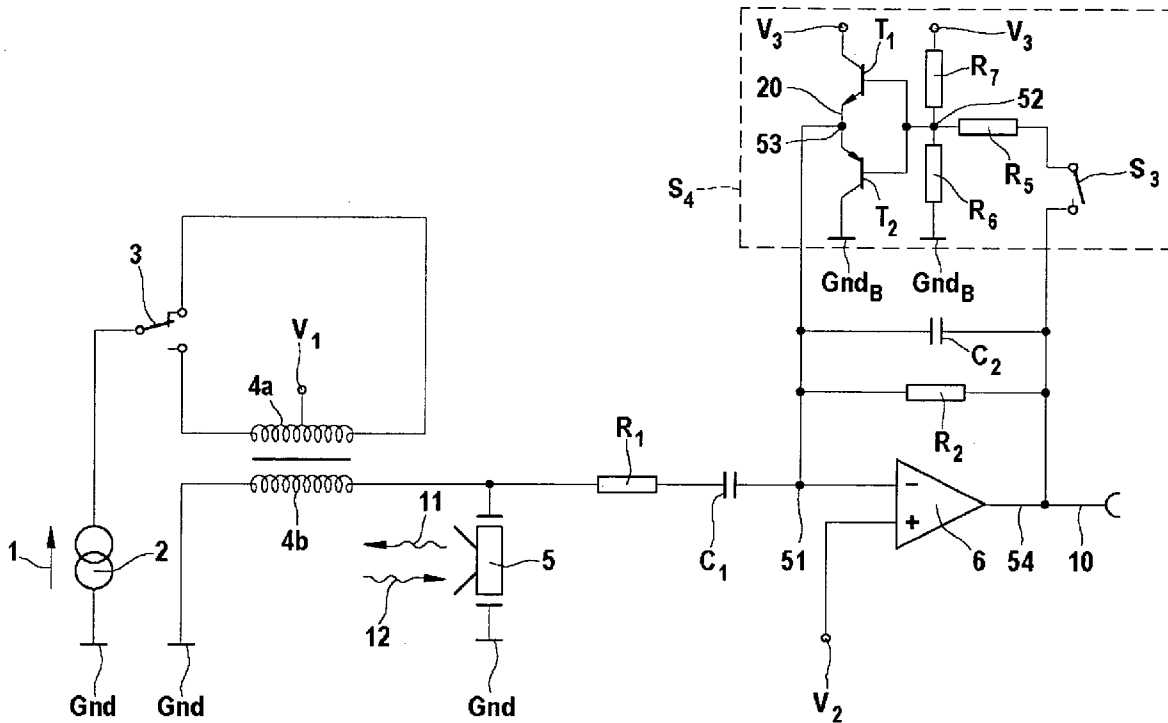 V3 T1 V3
R7
20 52
53
R5 S3
S4
R6
T2
3
GndB GndB
V1
C2
4a
R1 R2
11
1 2 4b 5 C1 51 6 54 10
12
Gnd Gnd Gnd V2